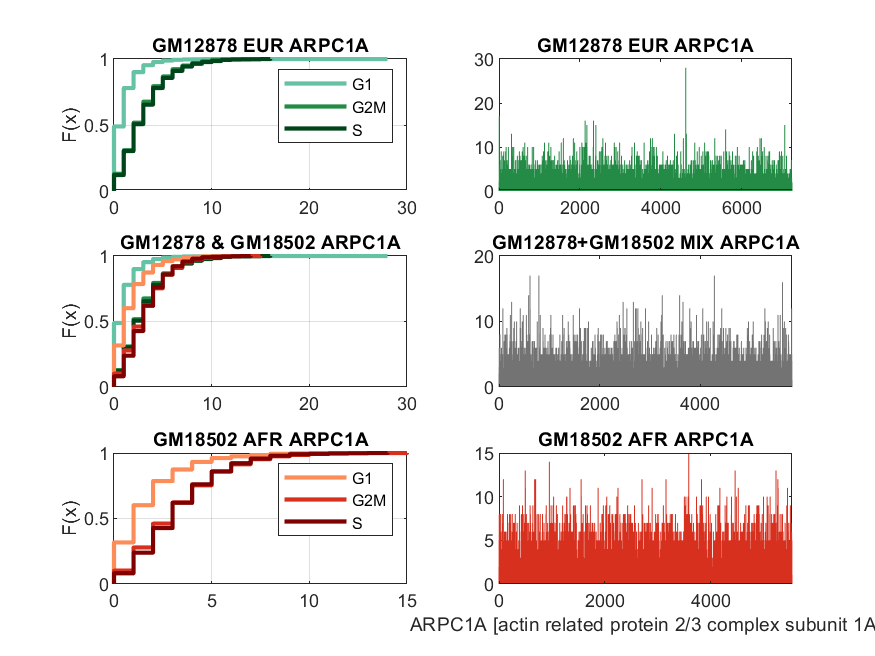 GM12878 EUR ARPC1A
F(x)
1
0.5
0
0 10 20 30
G1
G2M
S
GM12878 EUR ARPC1A
30
20
10
0
0 2000 4000 6000
GM12878 & GM18502 ARPC1A
F(x)
1
0.5
0
0 10 20 30
GM12878+GM18502 MIX ARPC1A
20
10
0
0 2000 4000
GM18502 AFR ARPC1A
F(x)
1
0.5
0
0 5 10 15
G1
G2M
S
GM18502 AFR ARPC1A
15
10
5
0
0 2000 4000
ARPC1A [actin related protein 2/3 complex subunit 1A